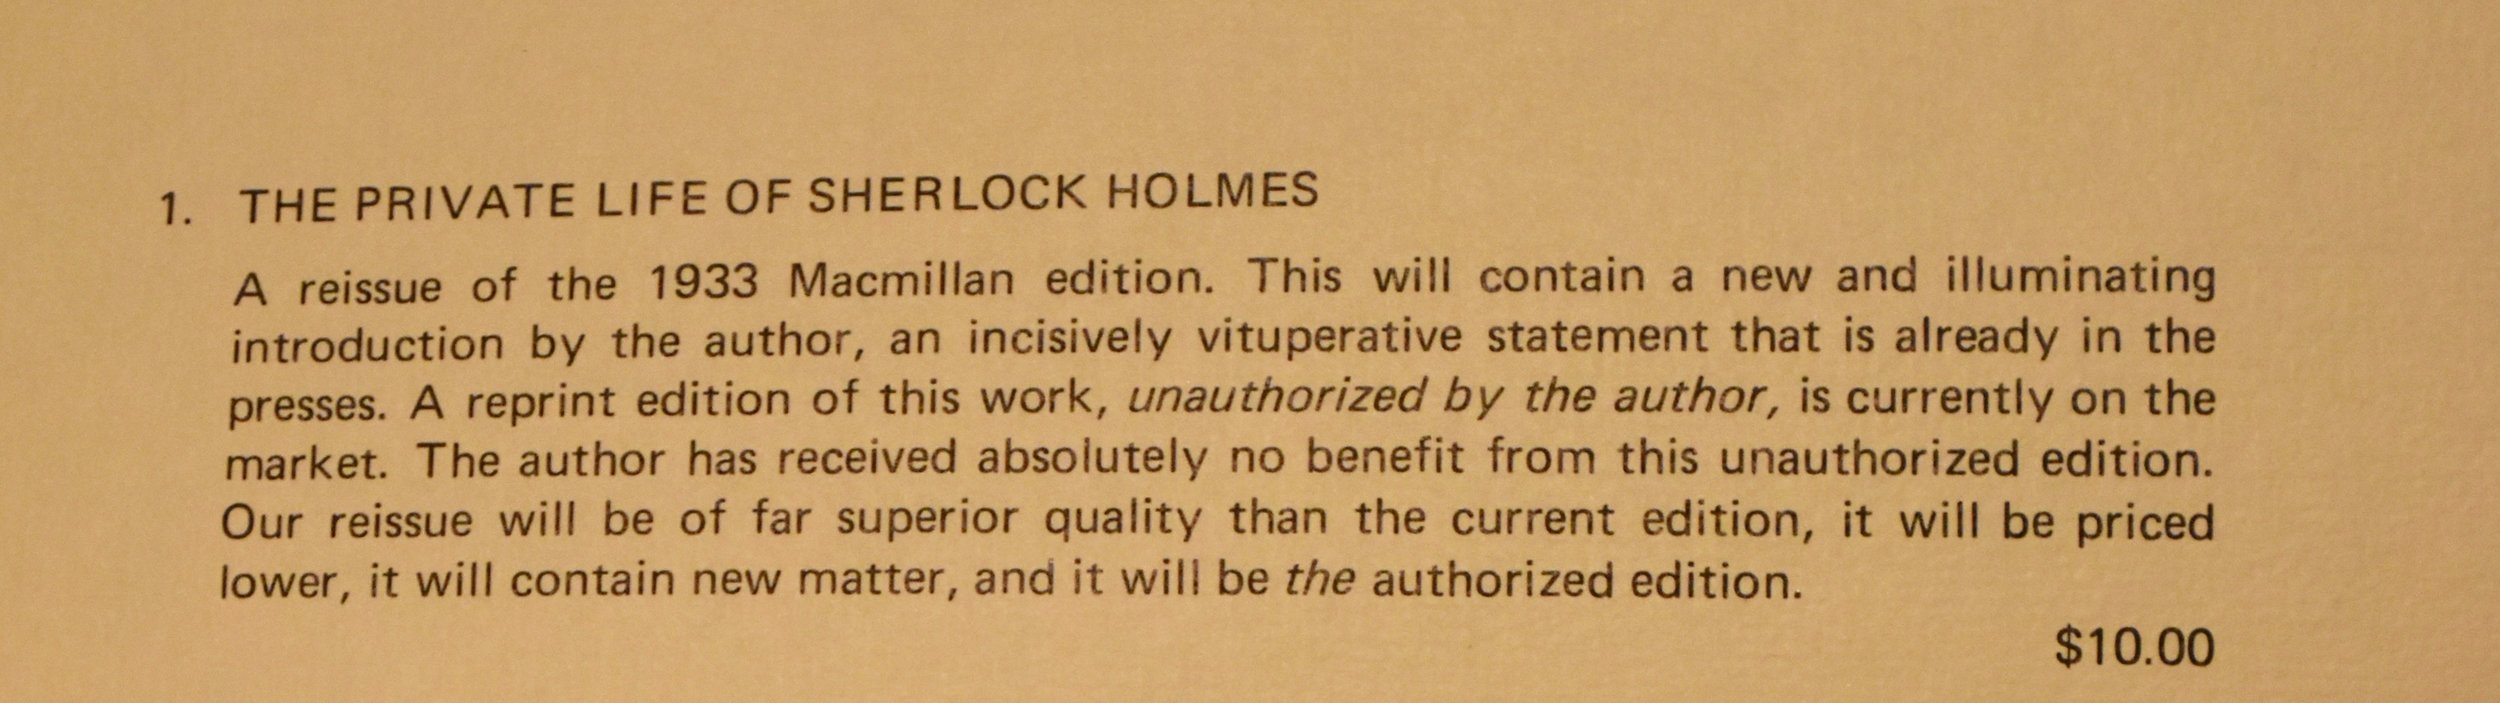 1. THE PRIVATE LIFE OF SHERLOCK HOLMES
A reissue of the 1933 Macmillan edition. This will contain a new and illuminating
introduction by the author, an incisively vituperative statement that is already in the
presses. A reprint edition of this work, unauthorized by the author, is currently on the
market. The author has received absolutely no benefit from this unauthorized edition.
Our reissue will be of far superior quality than the current edition, it will be priced
lower, it will contain new matter, and it will be the authorized edition.
$10.00